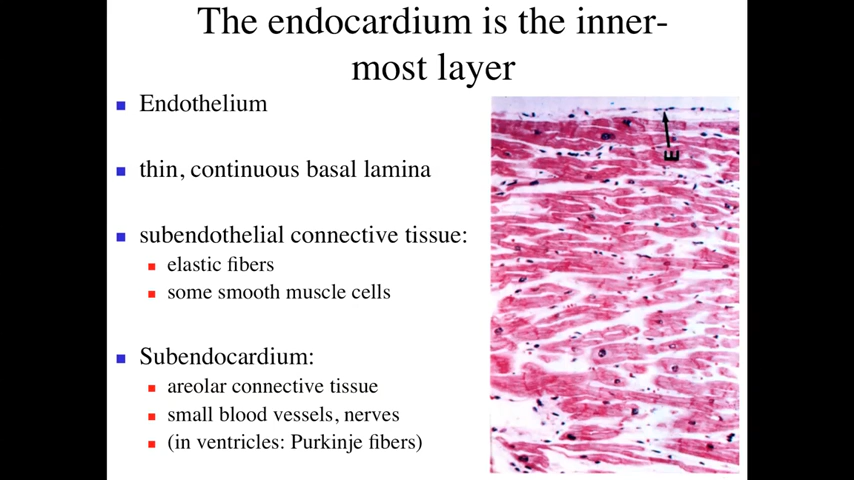 The endocardium is the inner-
most layer
Endothelium
thin, continuous basal lamina
subendothelial connective tissue:
elastic fibers
some smooth muscle cells
Subendocardium:
areolar connective tissue
small blood vessels, nerves
(in ventricles: Purkinje fibers)
E